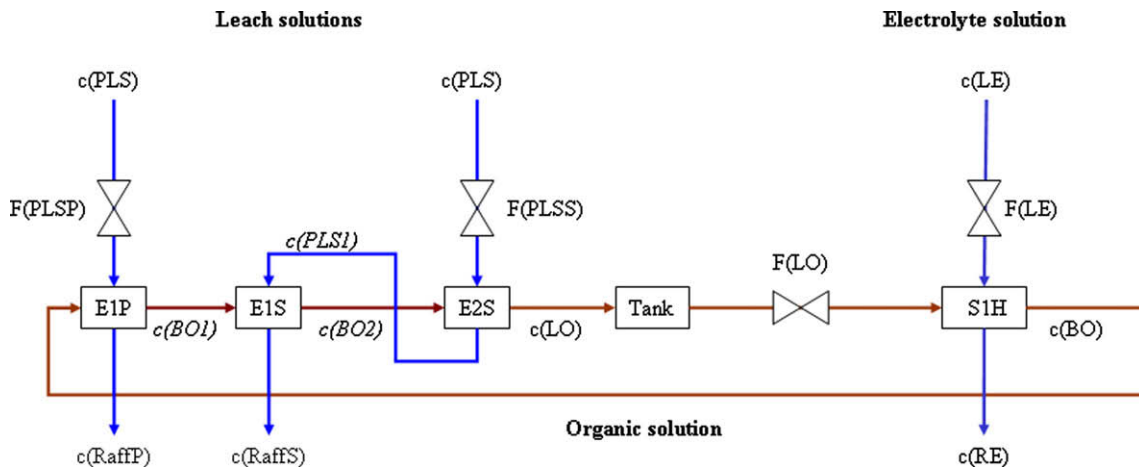 Leach solutions
Electrolyte solution
c(PLS)
c(PLS)
c(LE)
F(PLSP)
F(PLSS)
F(LE)
c(PLS1)
F(LO)
E1P
E1S
E2S
Tank
S1H
c(BO1)
c(BO2)
c(LO)
c(BO)
Organic solution
c(RaffP)
c(RaffS)
c(RE)